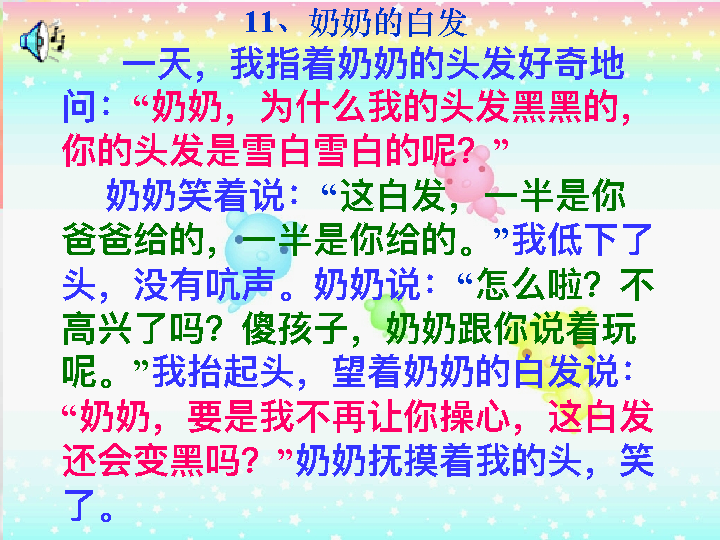 11、奶奶的白发
一天，我指着奶奶的头发好奇地
问：“奶奶，为什么我的头发黑黑的，
你的头发是雪白雪白的呢？”
奶奶笑着说：“这白发，一半是你
爸爸给的，一半是你给的。”我低下了
头，没有吭声。奶奶说：“怎么啦？不
高兴了吗？傻孩子，奶奶跟你说着玩
呢。”我抬起头，望着奶奶的白发说：
“奶奶，要是我不再让你操心，这白发
还会变黑吗？”奶奶抚摸着我的头，笑
了。